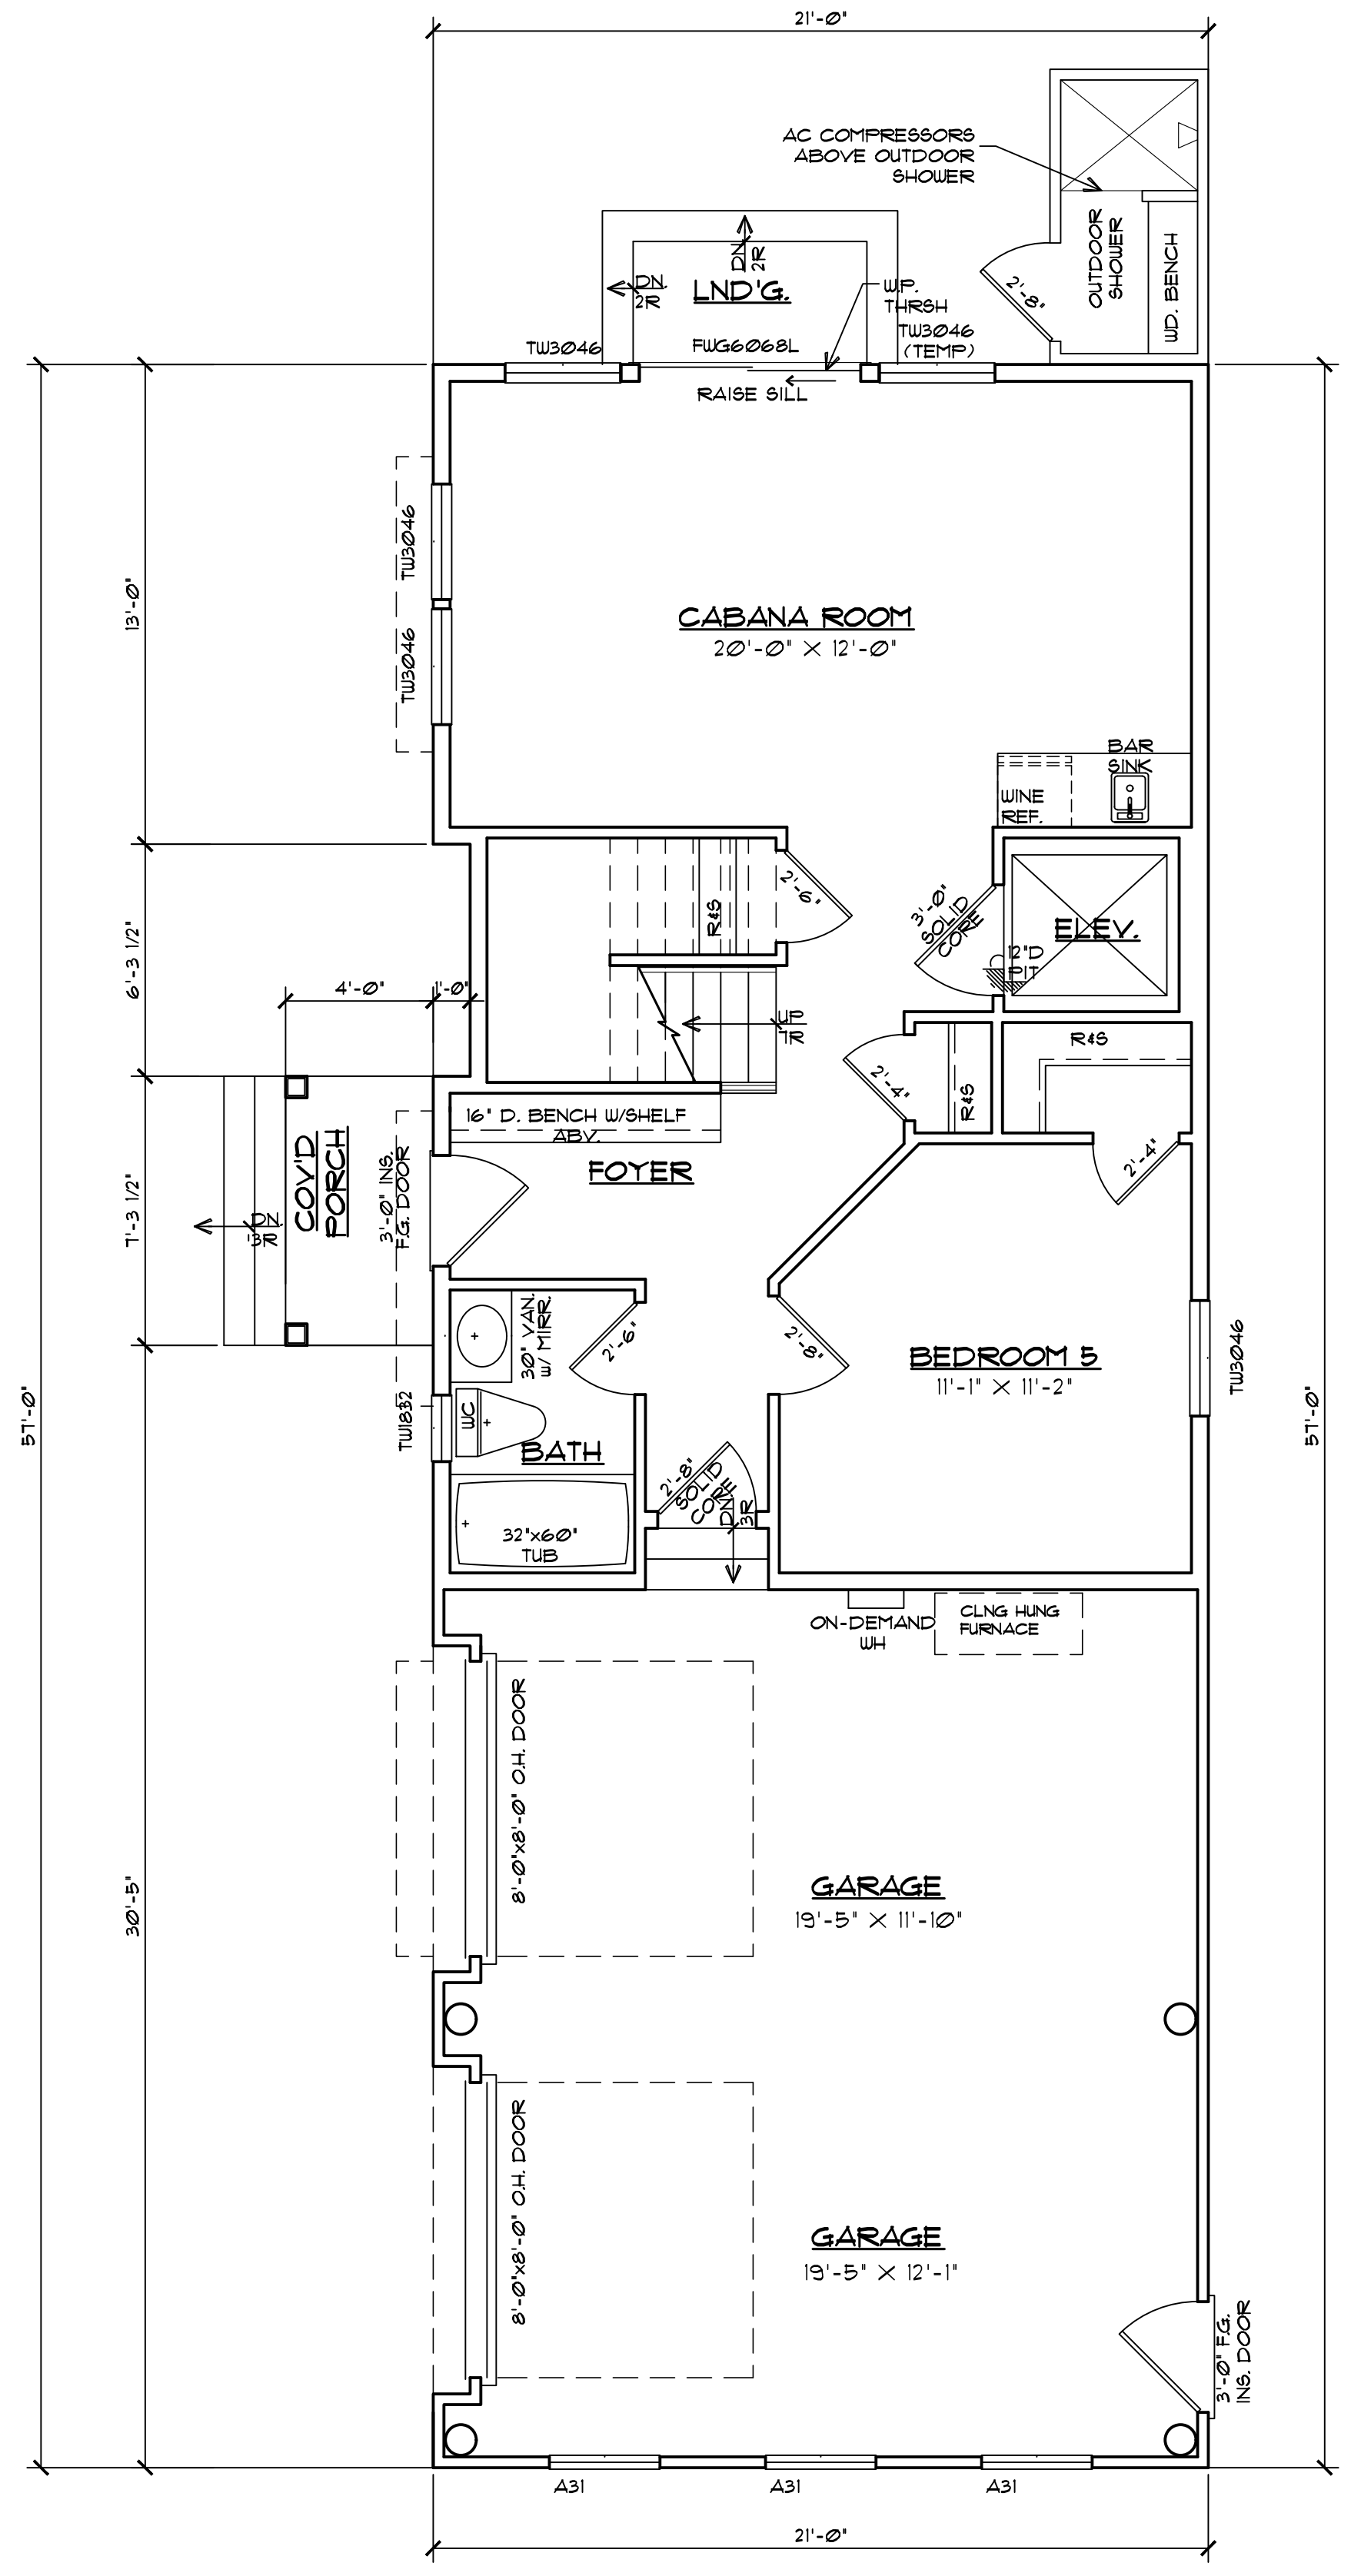 21'-0"
AC COMPRESSORS
ABOVE OUTDOOR
SHOWER
OUTDOOR
SHOWER
WD. BENCH
2'-8"
DN.
2R
DN.
2R
LND'G.
W.P.
THRSH
TW3046
FWG6068L
TW3046
(TEMP)
RAISE SILL
TW3046
TW3046
13'-0"
CABANA ROOM
20'-0" X 12'-0"
BAR
SINK
WINE
REF.
2'-6"
R&S
3'-0"
SOLID
CORE
ELEV.
12"D
PIT
6'-3 1/2"
4'-0"
1'-0"
UP
R&S
2'-4"
R&S
16" D. BENCH W/SHELF
ABV.
FOYER
2'-4"
COV'D
PORCH
3'-0" INS.
F.G. DOOR
DN.
7'-3 1/2"
30" VAN.
w/ MIRR.
2'-6"
2'-8"
BEDROOM 5
11'-1" X 11'-2"
TW3046
TW1832
WC
BATH
57'-0"
57'-0"
2'-8"
SOLID
CORE
DN.
3R
32"x60"
TUB
ON-DEMAND
WH
CLNG HUNG
FURNACE
8'-0"x8'-0" O.H. DOOR
30'-5"
GARAGE
19'-5" X 11'-10"
8'-0"x8'-0" O.H. DOOR
GARAGE
19'-5" X 12'-1"
3'-0" F.G.
INS. DOOR
A31
A31
A31
21'-0"